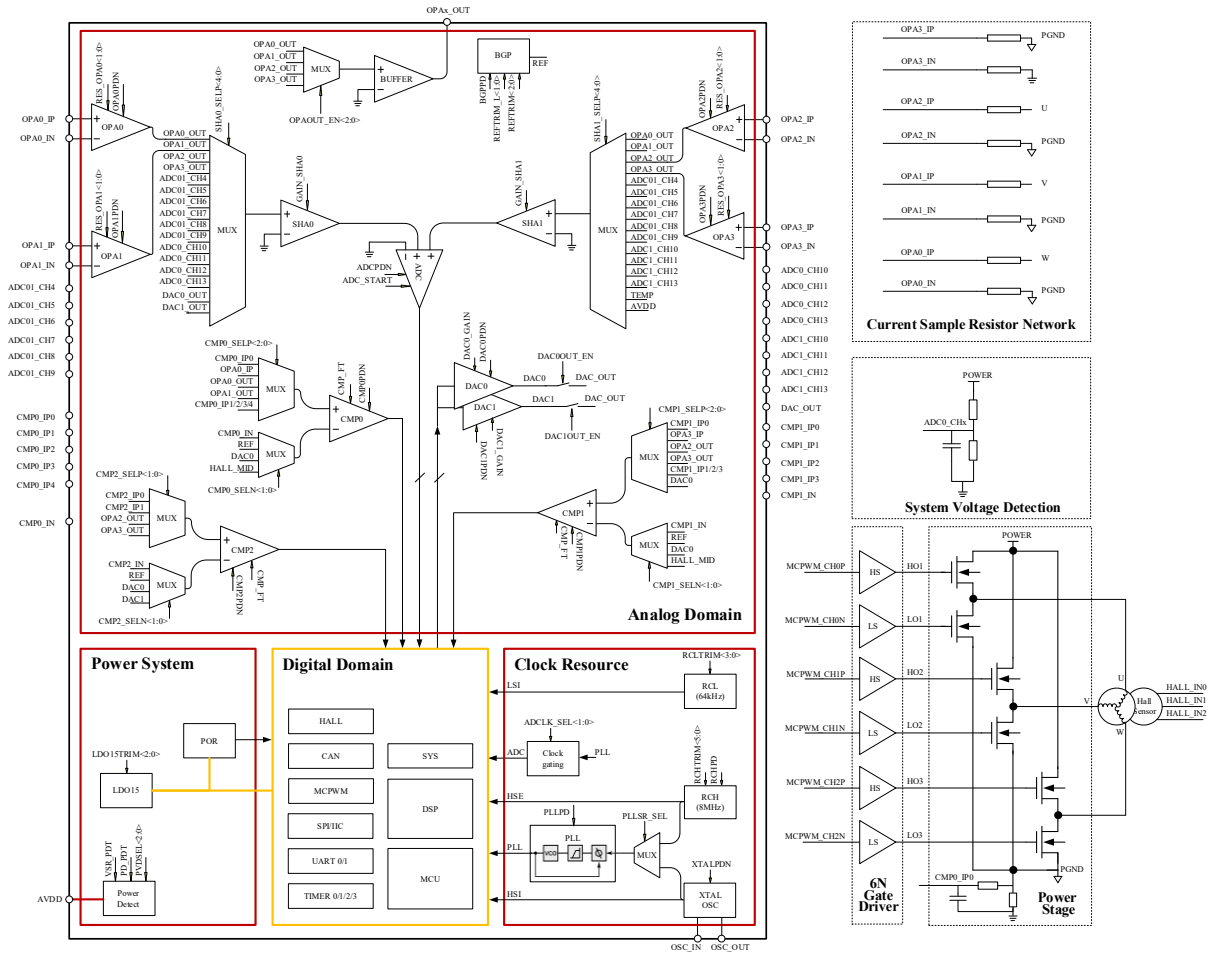 OPAx_OUT
OPA0_OUT
OPA1_OUT
OPA2_OUT
OPA3_OUT
MUX
BUFFER
OPAOUT_EN<2:0>
BGP
REF
BGPPD
REFTRIM_L<1:0>
REFTRIM<2:0>
RES_OPA0<1:0>
OPA0PDN
OPA0_IP
OPA0_IN
OPA0
SHA0_SELP<4:0>
OPA0_OUT
OPA1_OUT
OPA2_OUT
OPA3_OUT
ADC01_CH4
ADC01_CH5
ADC01_CH6
ADC01_CH7
ADC01_CH8
ADC01_CH9
ADC0_CH10
ADC0_CH11
ADC0_CH12
ADC0_CH13
DAC0_OUT
DAC1_OUT
MUX
RES_OPA1<1:0>
OPA1PDN
OPA1_IP
OPA1_IN
OPA1
GAIN_SHA0
SHA0
ADCPDN
ADC_START
ADC
GAIN_SHA1
SHA1
SHA1_SELP<4:0>
MUX
OPA0_OUT
OPA1_OUT
OPA2_OUT
OPA3_OUT
ADC01_CH4
ADC01_CH5
ADC01_CH6
ADC01_CH7
ADC01_CH8
ADC01_CH9
ADC1_CH10
ADC1_CH11
ADC1_CH12
ADC1_CH13
TEMP
AVDD
OPA2PDN
RES_OPA2<1:0>
OPA2
OPA2_IP
OPA2_IN
OPA3PDN
RES_OPA3<1:0>
OPA3
OPA3_IP
OPA3_IN
ADC01_CH4
ADC01_CH5
ADC01_CH6
ADC01_CH7
ADC01_CH8
ADC01_CH9
CMP0_IP0
CMP0_IP1
CMP0_IP2
CMP0_IP3
CMP0_IP4
CMP0_IN
ADC0_CH10
ADC0_CH11
ADC0_CH12
ADC0_CH13
ADC1_CH10
ADC1_CH11
ADC1_CH12
ADC1_CH13
DAC_OUT
CMP1_IP0
CMP1_IP1
CMP1_IP2
CMP1_IP3
CMP1_IN
CMP0_SELP<2:0>
CMP0_IP0
OPA0_IP
OPA0_OUT
OPA1_OUT
CMP0_IP1/2/3/4
MUX
CMP_FT
CMP0PDN
CMP0
CMP0_IN
REF
DAC0
HALL_MID
MUX
CMP0_SELN<1:0>
DAC0_GAIN
DAC0PDN
DAC0
DAC1
DAC0OUT_EN
DAC0
DAC_OUT
DAC1
DAC_OUT
DAC1OUT_EN
DAC1PDN
DAC1_GAIN
CMP1_SELP<2:0>
CMP1_IP0
OPA3_IP
OPA2_OUT
OPA3_OUT
CMP1_IP1/2/3
DAC0
MUX
CMP1
CMP_FT
CMP1PDN
CMP1_IN
REF
DAC0
HALL_MID
MUX
CMP1_SELN<1:0>
CMP2_SELP<1:0>
CMP2_IP0
CMP2_IP1
OPA2_OUT
OPA3_OUT
MUX
CMP2
CMP2_IN
REF
DAC0
DAC1
MUX
CMP2_SELN<1:0>
CMP2PDN
CMP_FT
Analog Domain
Power System
POR
LDO15TRIM<2:0>
LDO15
VSR_PDT
PD_PDT
PVDSEL<2:0>
Power
Detect
AVDD
Digital Domain
HALL
CAN
MCPWM
SPI/IIC
UART 0/1
TIMER 0/1/2/3
SYS
DSP
MCU
Clock Resource
RCLTRIM<3:0>
RCL
(64kHz)
LSI
ADCLK_SEL<1:0>
ADC
Clock
gating
PLL
RCHTRIM<5:0>
RCHPD
RCH
(8MHz)
HSE
PLLPD
PLLSR_SEL
PLL
PLL
VCO
MUX
XTALPDN
XTAL
OSC
HSI
OSC_IN
OSC_OUT
OPA3_IP
PGND
OPA3_IN
OPA2_IP
U
OPA2_IN
PGND
OPA1_IP
V
OPA1_IN
PGND
OPA0_IP
W
OPA0_IN
PGND
Current Sample Resistor Network
POWER
ADC0_CHx
System Voltage Detection
POWER
MCPWM_CH0P
HS
HO1
MCPWM_CH0N
LS
LO1
MCPWM_CH1P
HS
HO2
MCPWM_CH1N
LS
LO2
MCPWM_CH2P
HS
HO3
MCPWM_CH2N
LS
LO3
U
V
W
Hall
Sensor
HALL_IN0
HALL_IN1
HALL_IN2
PGND
CMP0_IP0
6N
Gate
Driver
Power
Stage